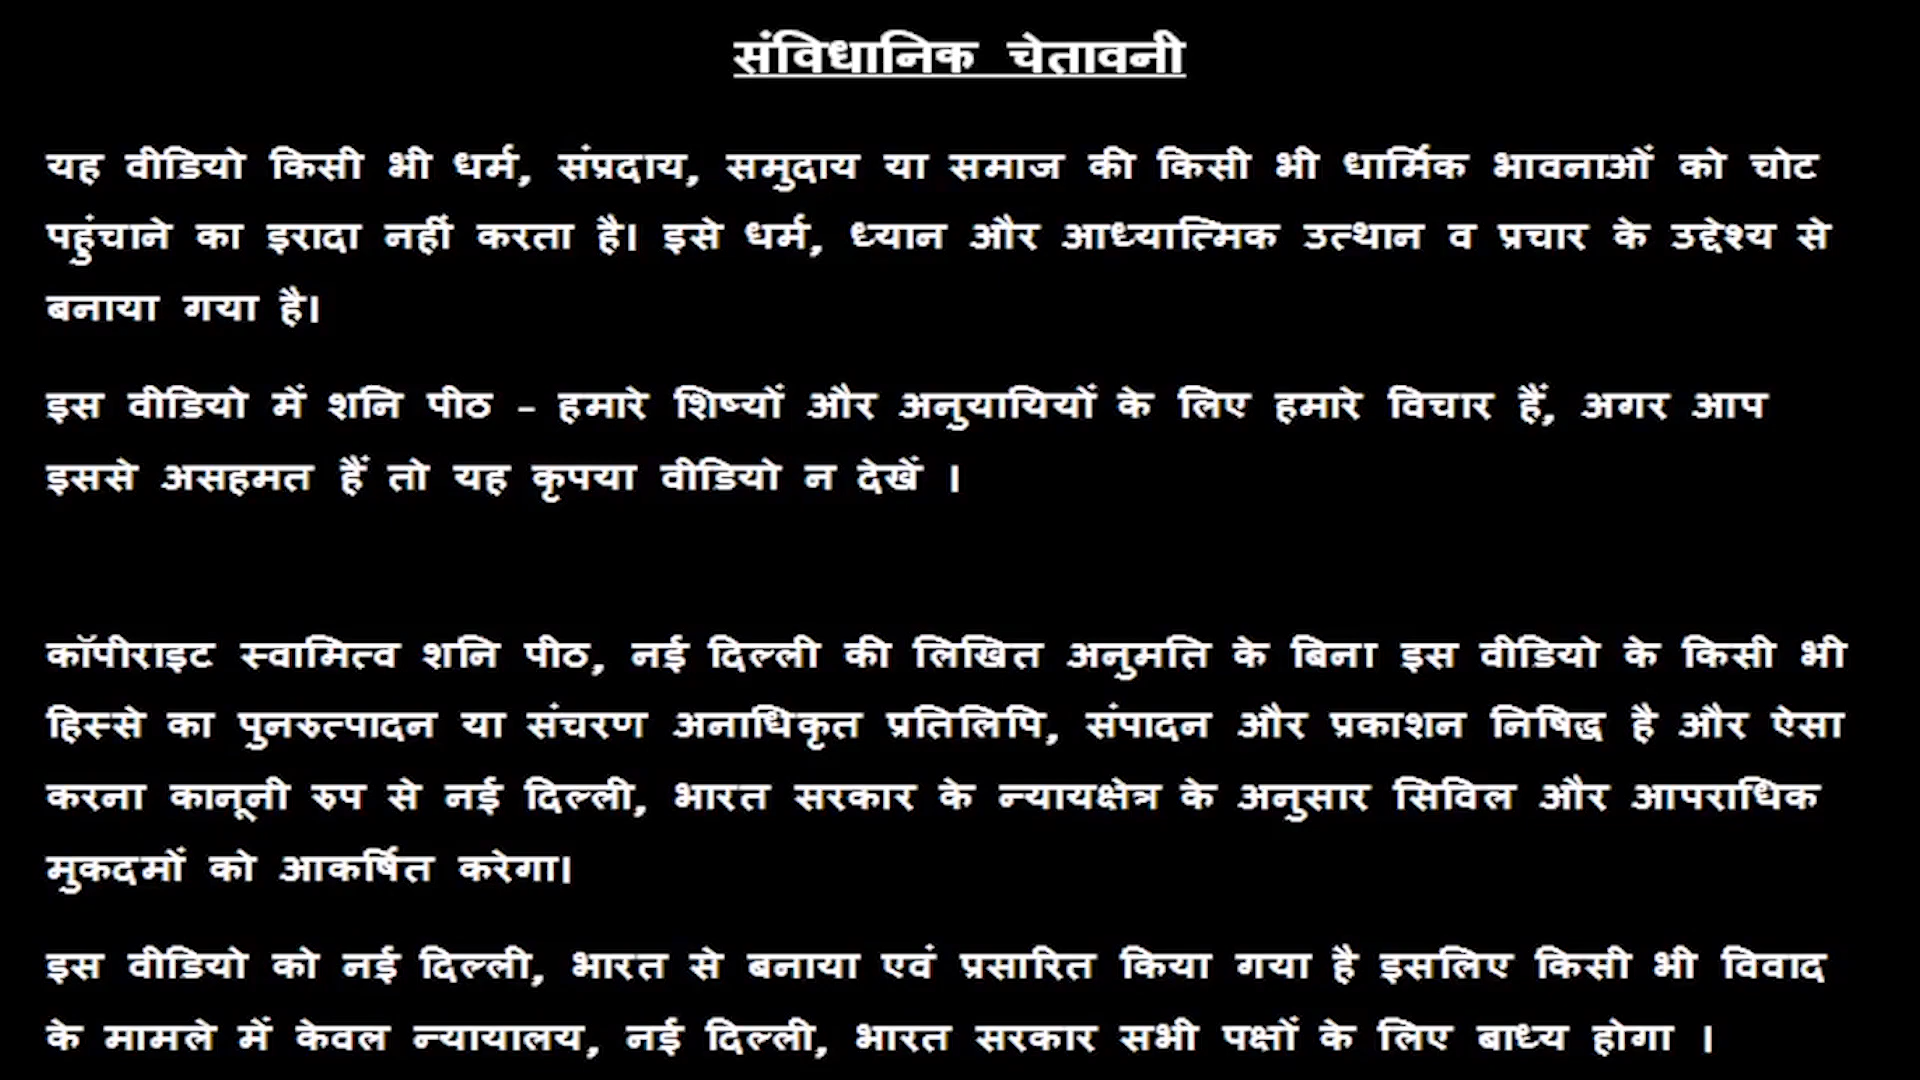 संविधानिक चेतावनी
यह वीडियो किसी भी धर्म, संप्रदाय, समुदाय या समाज की किसी भी धार्मिक भावनाओं को चोट
पहुंचाने का इरादा नहीं करता है। इसे धर्म, ध्यान और आध्यात्मिक उत्थान व प्रचार के उद्देश्य से
बनाया गया है।
इस वीडियो में शनि पीठ – हमारे शिष्यों और अनुयायियों के लिए हमारे विचार हैं, अगर आप
इससे असहमत हैं तो यह कृपया वीडियो न देखें ।
कॉपीराइट स्वामित्व शनि पीठ, नई दिल्ली की लिखित अनुमति के बिना इस वीडियो के किसी भी
हिस्से का पुनरुत्पादन या संचरण अनाधिकृत प्रतिलिपि, संपादन और प्रकाशन निषिद्ध है और ऐसा
करना कानूनी रुप से नई दिल्ली, भारत सरकार के न्यायक्षेत्र के अनुसार सिविल और आपराधिक
मुकदमों को आकर्षित करेगा।
इस वीडियो को नई दिल्ली, भारत से बनाया एवं प्रसारित किया गया है इसलिए किसी भी विवाद
के मामले में केवल न्यायालय, नई दिल्ली, भारत सरकार सभी पक्षों के लिए बाध्य होगा ।